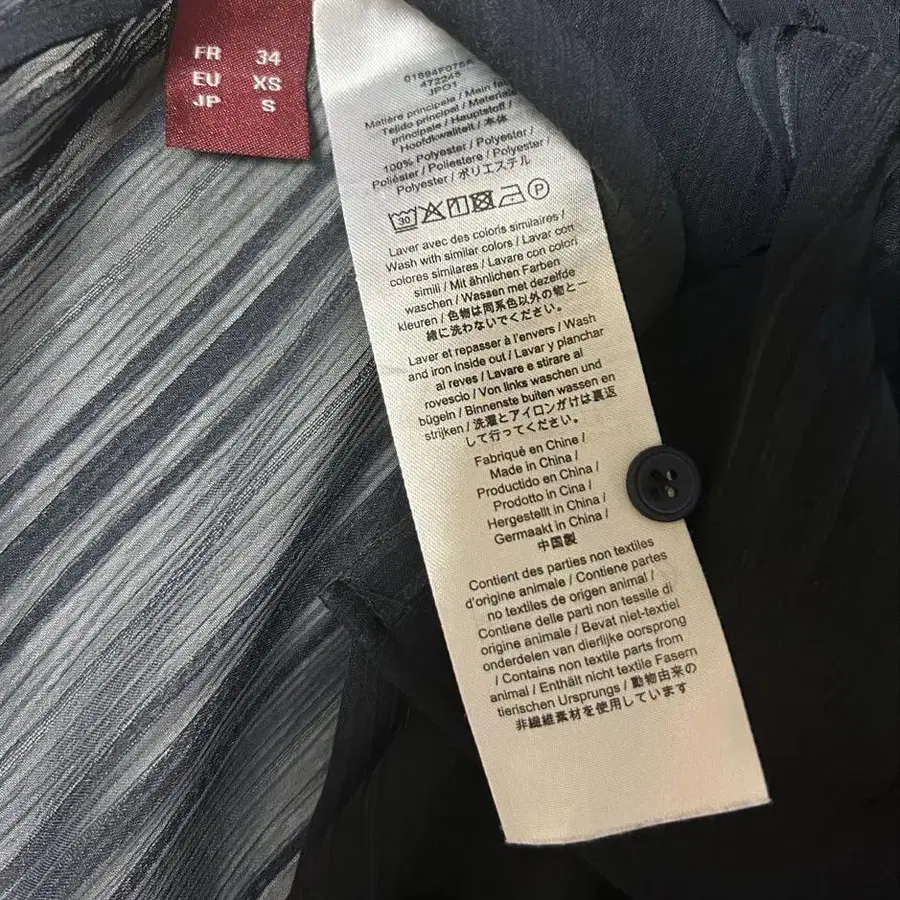 FR 34
EU XS
JP S
01894F076A
472245
JPO1
Matière principale / Main
Tejido principal /
principale / Hauptstoff /
Hoofdkwaliteit / 本体
100% Polyester / Polyester /
Poliéster / Poliestere / Polyester /
Polyester / ポリエステル
30 P
Laver avec des coloris similaires /
Wash with similar colors / Lavar con
colores similares / Lavare con colori
simili / Mit ähnlichen Farben
waschen / Wassen met dezelfde
kleuren / 色物は同系色以外の物と一
緒に洗わないでください。
Laver et repasser à l'envers / Wash
and iron inside out / Lavar y planchar
al reves / Lavare e stirare al
rovescio / Von links waschen und
bügeln / Binnenste buiten wassen en
strijken / 洗濯とアイロンがけは裏返
して行ってください。
Fabriqué en Chine /
Made in China /
Productido en China /
Prodotto in Cina /
Hergestellt in China /
Germaakt in China /
中国製
Contient des parties non textiles
d'origine animale / Contiene partes
no textiles de origen animal /
Contiene delle parti non tessile di
origine animale / Bevat niet-textiel
onderdelen van dierlijke oorsprong
/ Contains non textile parts from
animal / Enthält nicht textile Fasern
tierischen Ursprungs / 動物由来の
非繊維素材を使用しています